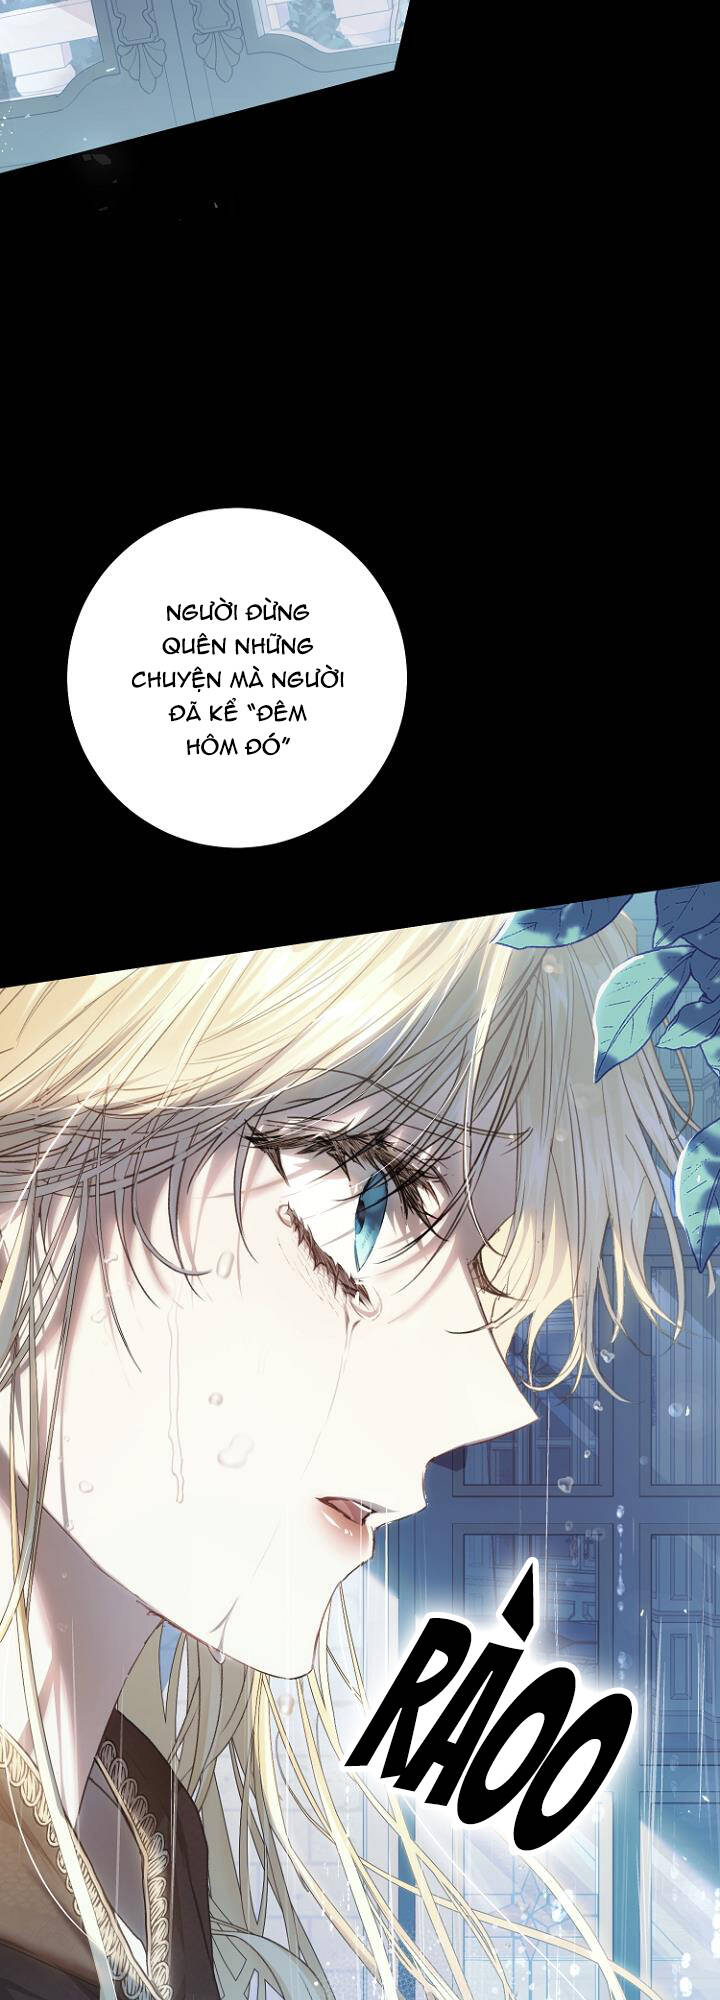 NGƯỜI ĐỪNG
QUÊN NHỮNG
CHUYỆN MÀ NGƯỜI
ĐÃ KỂ "ĐÊM
HÔM ĐÓ"
RÀOO